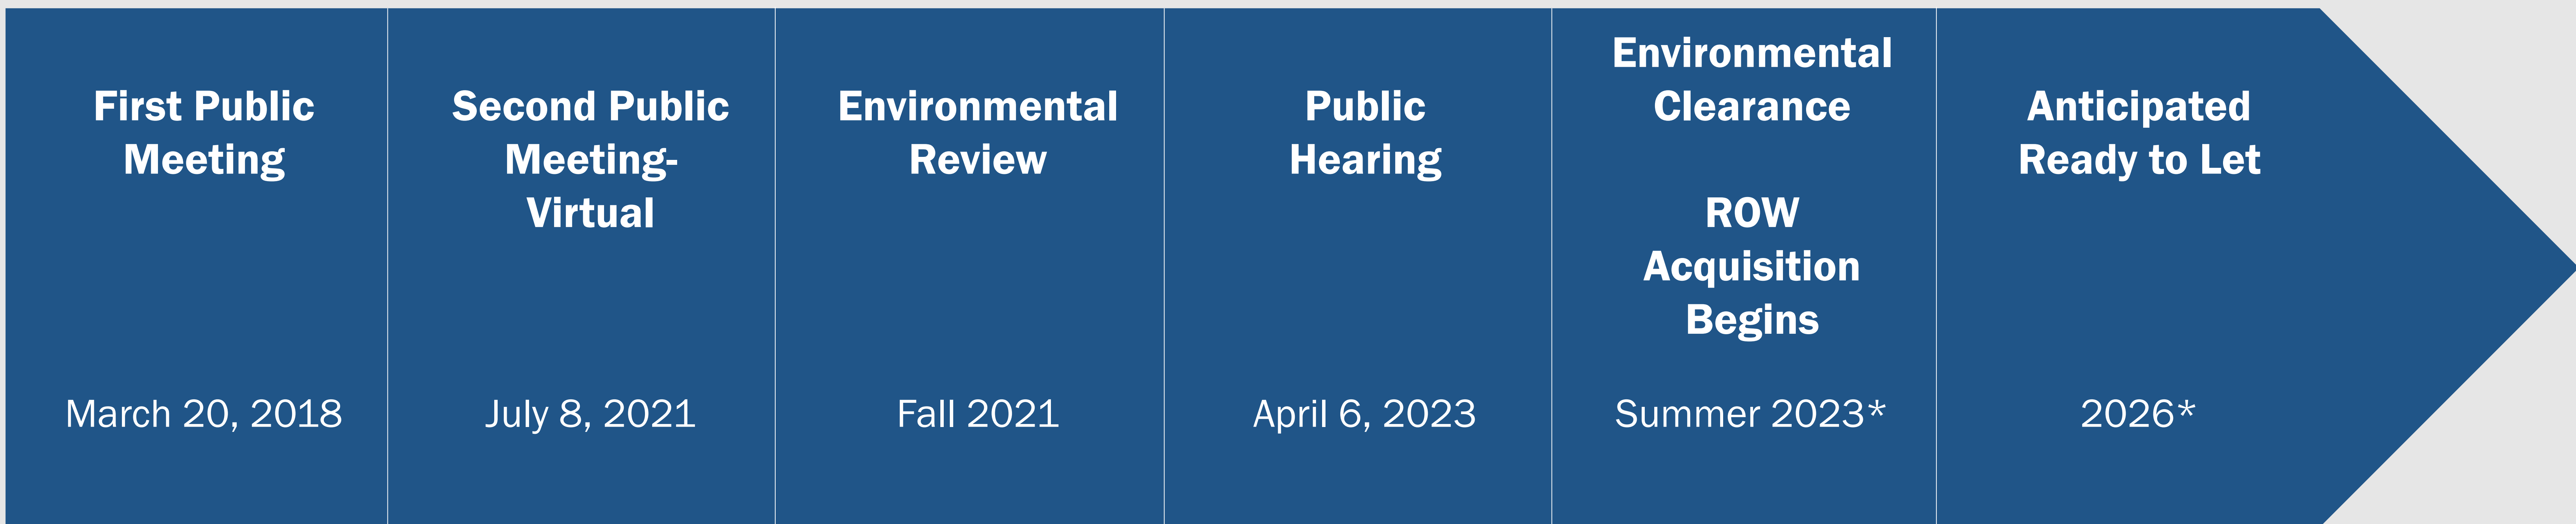 First Public
Meeting
March 20, 2018
Second Public
Meeting-
Virtual
July 8, 2021
Environmental
Review
Fall 2021
Public
Hearing
April 6, 2023
Environmental
Clearance
ROW
Acquisition
Begins
Summer 2023*
Anticipated
Ready to Let
2026*